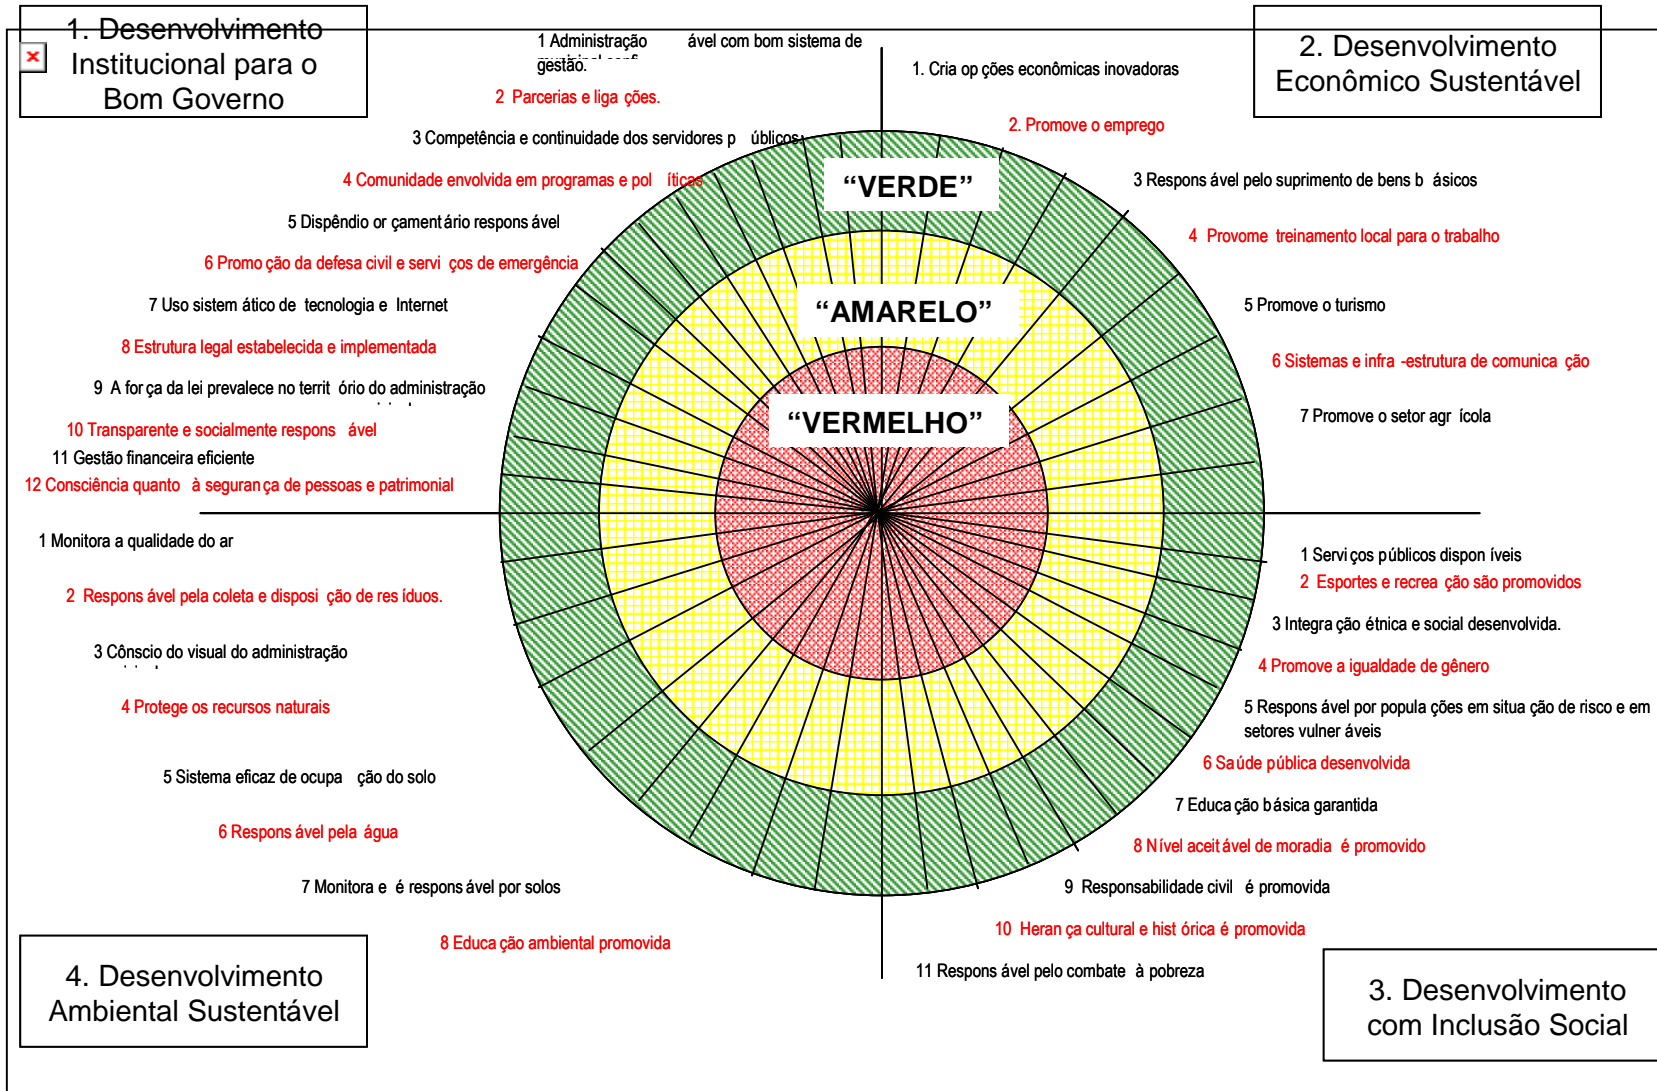 1. Desenvolvimento
Institucional para o
Bom Governo
2. Desenvolvimento
Econômico Sustentável
1 Administração ável com bom sistema de
gestão.
2 Parcerias e liga ções.
3 Competência e continuidade dos servidores p úblicos.
4 Comunidade envolvida em programas e pol íticas
5 Dispêndio or çament ário respons ável
6 Promo ção da defesa civil e servi ços de emergência
7 Uso sistem ático de tecnologia e Internet
8 Estrutura legal estabelecida e implementada
9 A for ça da lei prevalece no territ ório do administração
10 Transparente e socialmente respons ável
11 Gestão financeira eficiente
12 Consciência quanto à seguran ça de pessoas e patrimonial
1. Cria op ções econômicas inovadoras
2. Promove o emprego
3 Respons ável pelo suprimento de bens b ásicos
4 Provome treinamento local para o trabalho
5 Promove o turismo
6 Sistemas e infra -estrutura de comunica ção
7 Promove o setor agr ícola
“VERDE”
“AMARELO”
“VERMELHO”
1 Monitora a qualidade do ar
2 Respons ável pela coleta e disposi ção de res íduos.
3 Cônscio do visual do administração
4 Protege os recursos naturais
5 Sistema eficaz de ocupa ção do solo
6 Respons ável pela água
7 Monitora e é respons ável por solos
8 Educa ção ambiental promovida
1 Servi ços públicos dispon íveis
2 Esportes e recrea ção são promovidos
3 Integra ção étnica e social desenvolvida.
4 Promove a igualdade de gênero
5 Respons ável por popula ções em situa ção de risco e em
setores vulner áveis
6 Saúde pública desenvolvida
7 Educa ção básica garantida
8 Nível aceit ável de moradia é promovido
9 Responsabilidade civil é promovida
10 Heran ça cultural e hist órica é promovida
11 Respons ável pelo combate à pobreza
4. Desenvolvimento
Ambiental Sustentável
3. Desenvolvimento
com Inclusão Social